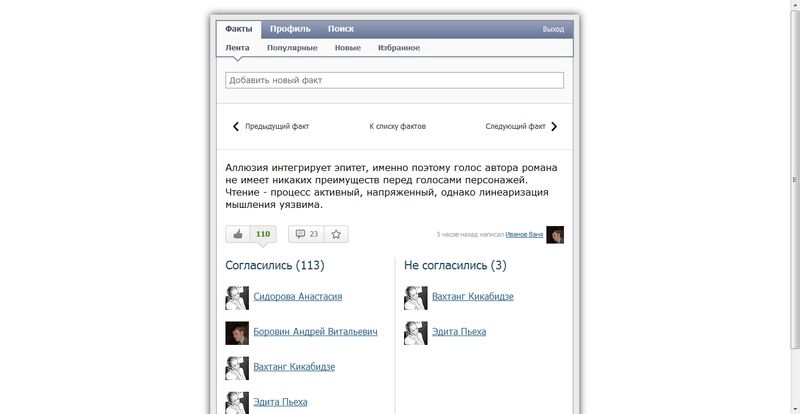 Факты Профиль Поиск Выход
Лента Популярные Новые Избранное
Добавить новый факт
Предыдущий факт К списку фактов Следующий факт
Аллюзия интегрирует эпитет, именно поэтому голос автора романа
не имеет никаких преимуществ перед голосами персонажей.
Чтение - процесс активный, напряженный, однако линеаризация
мышления уязвима.
110 23 5 часов назад написал Иванов Ваня
Согласились (113) Не согласились (3)
Сидорова Анастасия Вахтанг Кикабидзе
Боровин Андрей Витальевич Эдита Пьеха
Вахтанг Кикабидзе
Эдита Пьеха